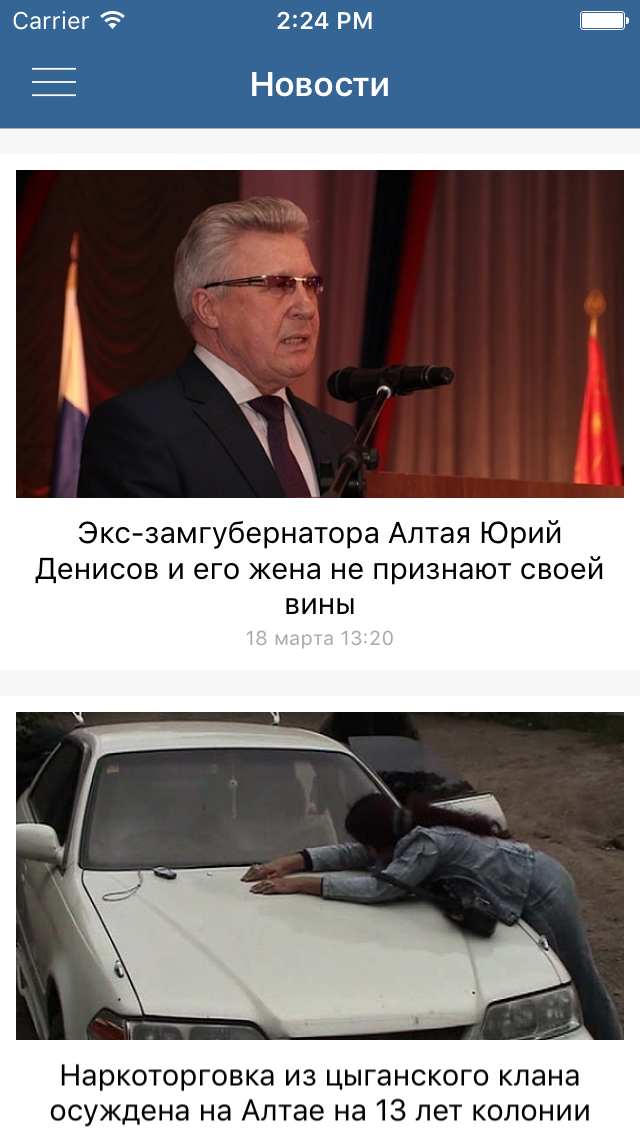 Carrier 2:24 PM
Новости
Экс-замгубернатора Алтая Юрий
Денисов и его жена не признают своей
вины
18 марта 13:20
Наркоторговка из цыганского клана
осуждена на Алтае на 13 лет колонии